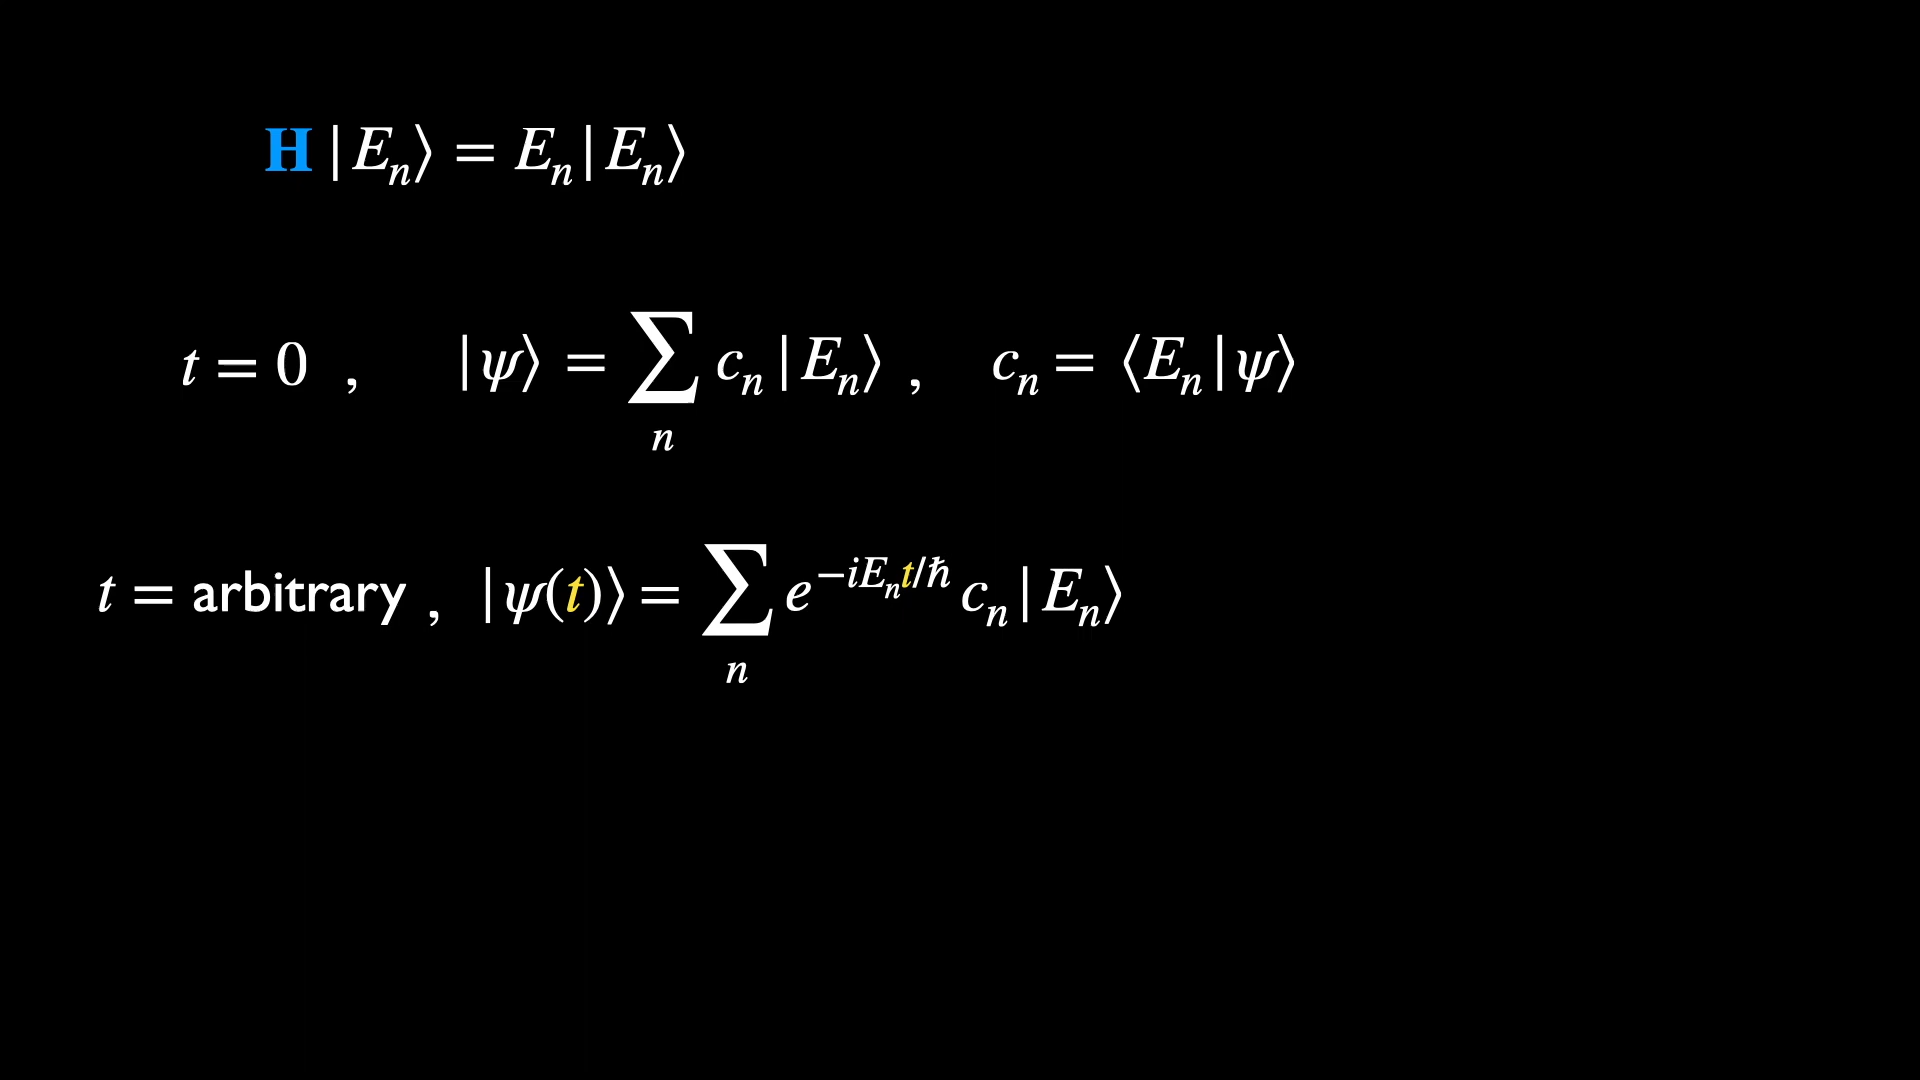 H |Eₙ⟩ = Eₙ|Eₙ⟩
t = 0 , |ψ⟩ = ∑ₙ cₙ|Eₙ⟩ , cₙ = ⟨Eₙ|ψ⟩
t = arbitrary , |ψ(t)⟩ = ∑ₙ e^{−iEₙt/ℏ} cₙ|Eₙ⟩